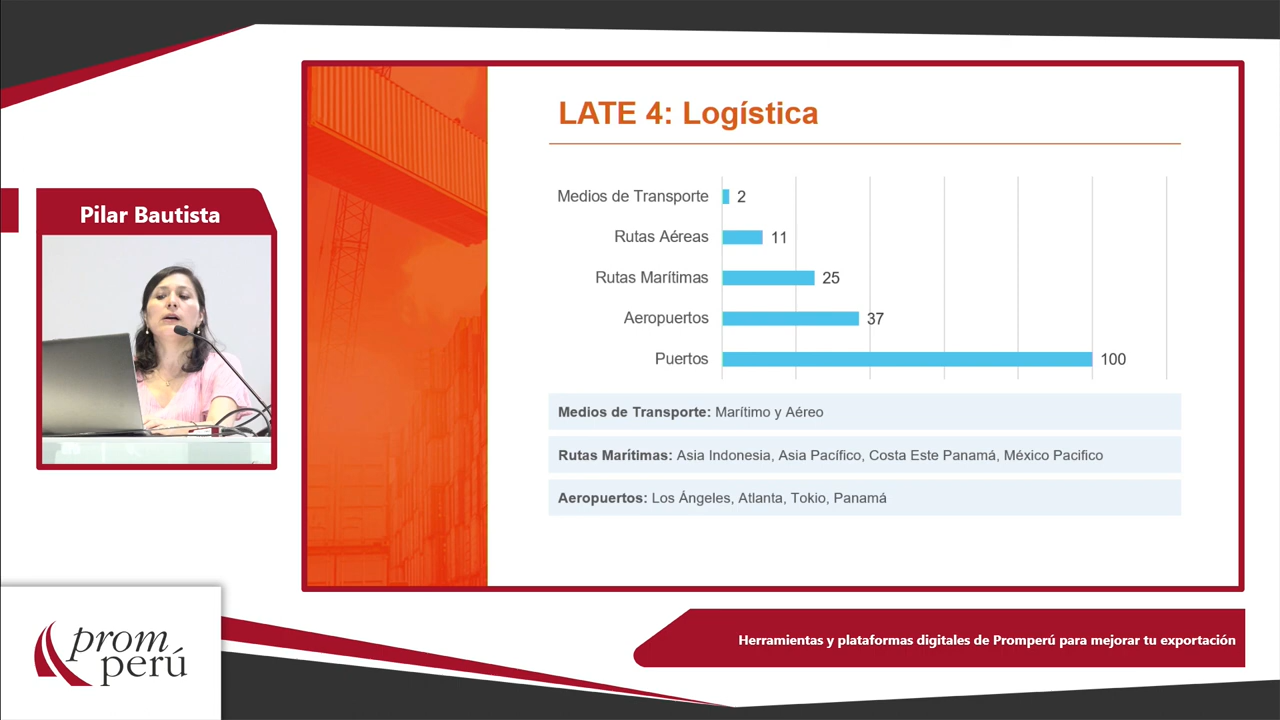 LATE 4: Logística
Medios de Transporte 2
Rutas Aéreas 11
Rutas Marítimas 25
Aeropuertos 37
Puertos 100
Medios de Transporte: Marítimo y Aéreo
Rutas Marítimas: Asia Indonesia, Asia Pacífico, Costa Este Panamá, México Pacifico
Aeropuertos: Los Ángeles, Atlanta, Tokio, Panamá
Pilar Bautista
prom
perú
Herramientas y plataformas digitales de Promperú para mejorar tu exportación